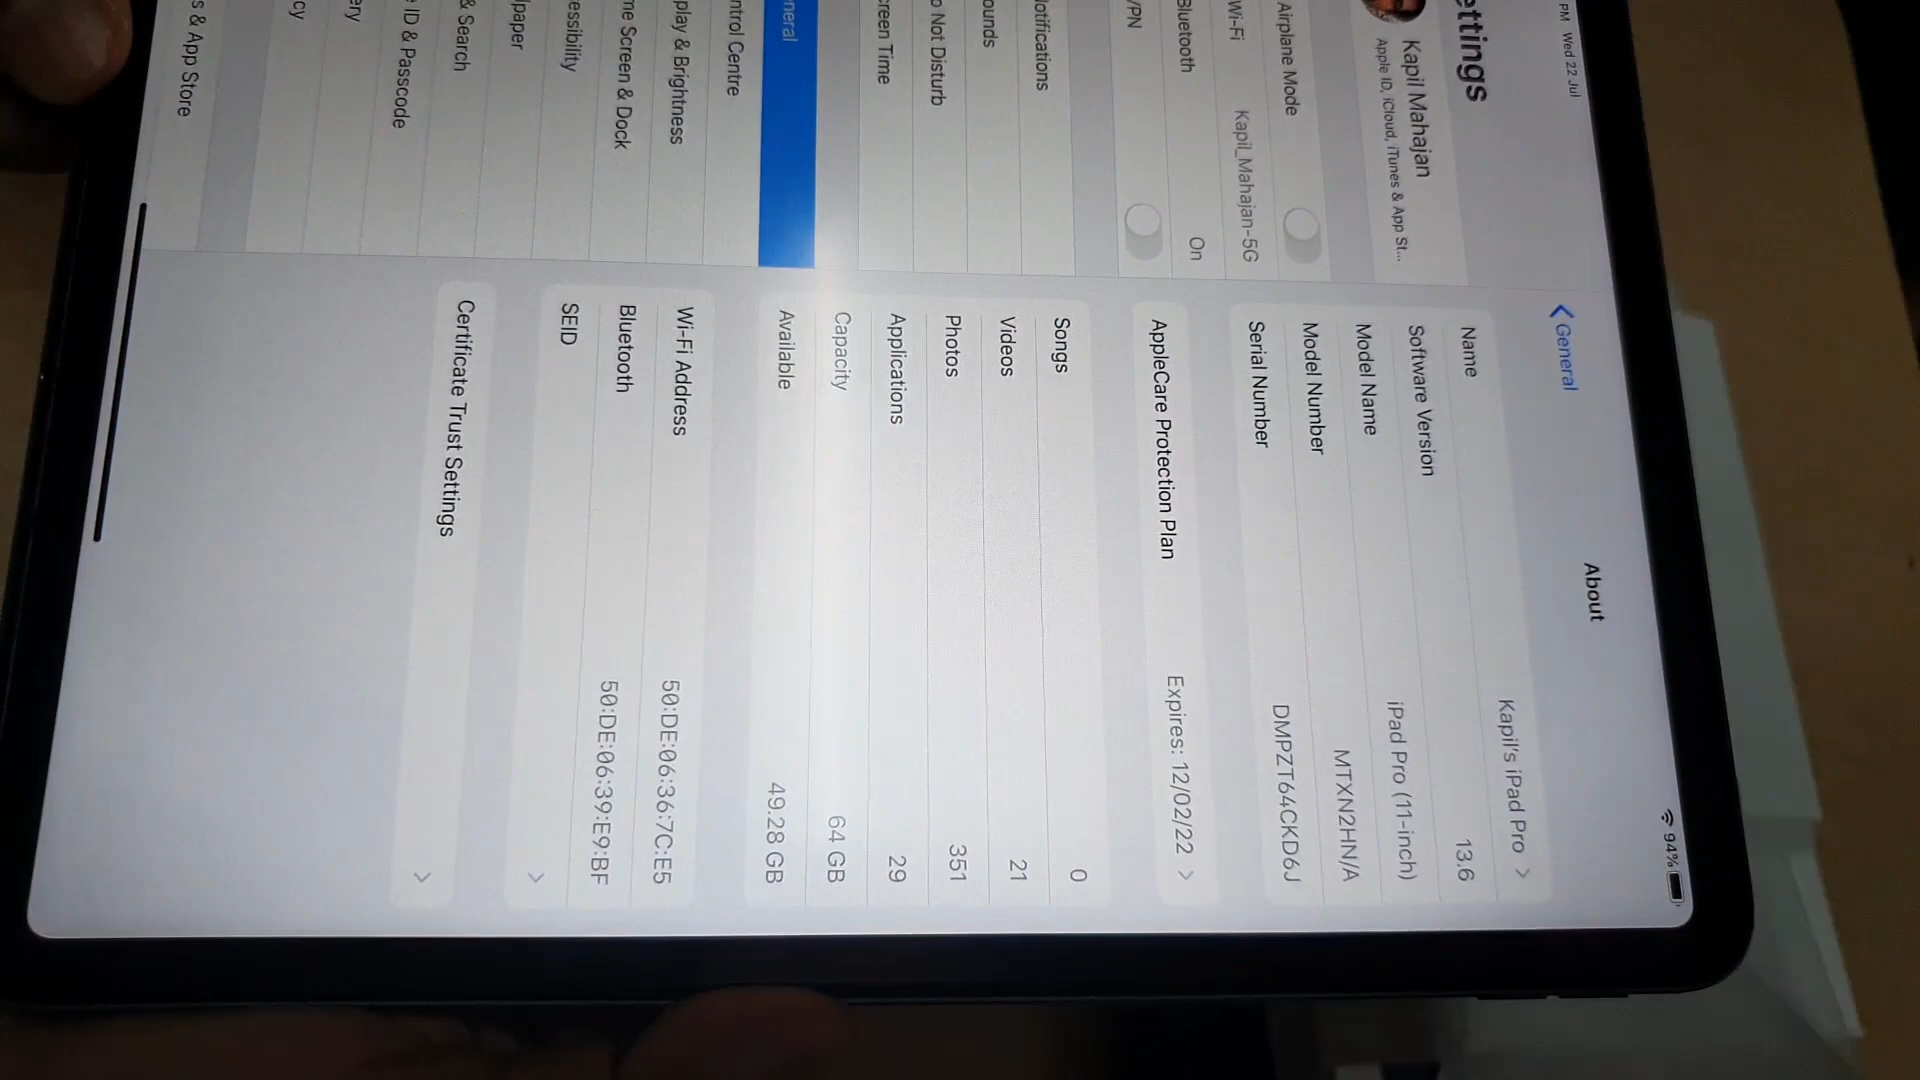 PM Wed 22 Jul
94%
ettings
Kapil Mahajan
Apple ID, iCloud, iTunes & App St...
Airplane Mode
Wi-Fi Kapil_Mahajan-5G
Bluetooth On
VPN
Notifications
ounds
o Not Disturb
creen Time
neral
ntrol Centre
play & Brightness
me Screen & Dock
essibility
lpaper
& Search
ID & Passcode
ery
cy
s & App Store
General
About
Name Kapil's iPad Pro
Software Version 13.6
Model Name iPad Pro (11-inch)
Model Number MTXN2HN/A
Serial Number DMPZT64CKD6J
AppleCare Protection Plan Expires: 12/02/22
Songs 0
Videos 21
Photos 351
Applications 29
Capacity 64 GB
Available 49.28 GB
Wi-Fi Address 50:DE:06:36:7C:E5
Bluetooth 50:DE:06:39:E9:BF
SEID
Certificate Trust Settings